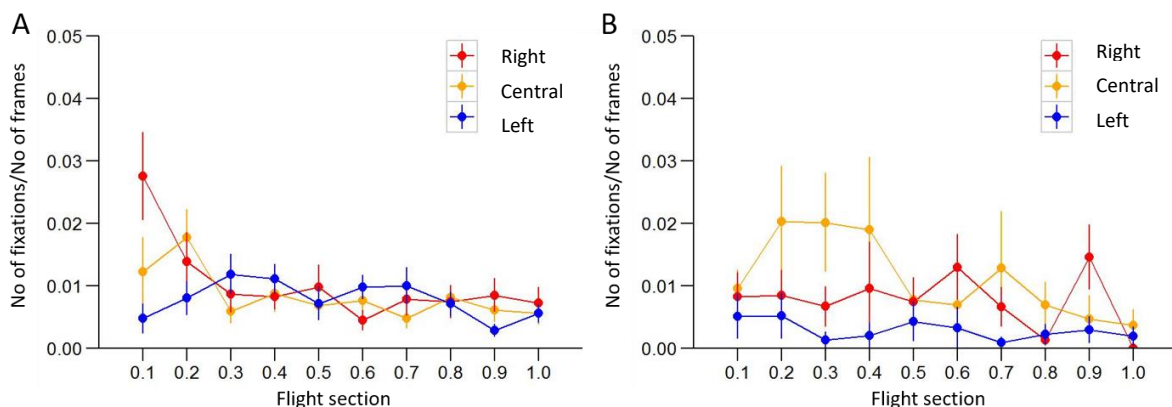 A
No of fixations/No of frames
0.05
0.04
0.03
0.02
0.01
0.00
Right
Central
Left
0.1 0.2 0.3 0.4 0.5 0.6 0.7 0.8 0.9 1.0
Flight section
B
No of fixations/No of frames
0.05
0.04
0.03
0.02
0.01
0.00
Right
Central
Left
0.1 0.2 0.3 0.4 0.5 0.6 0.7 0.8 0.9 1.0
Flight section